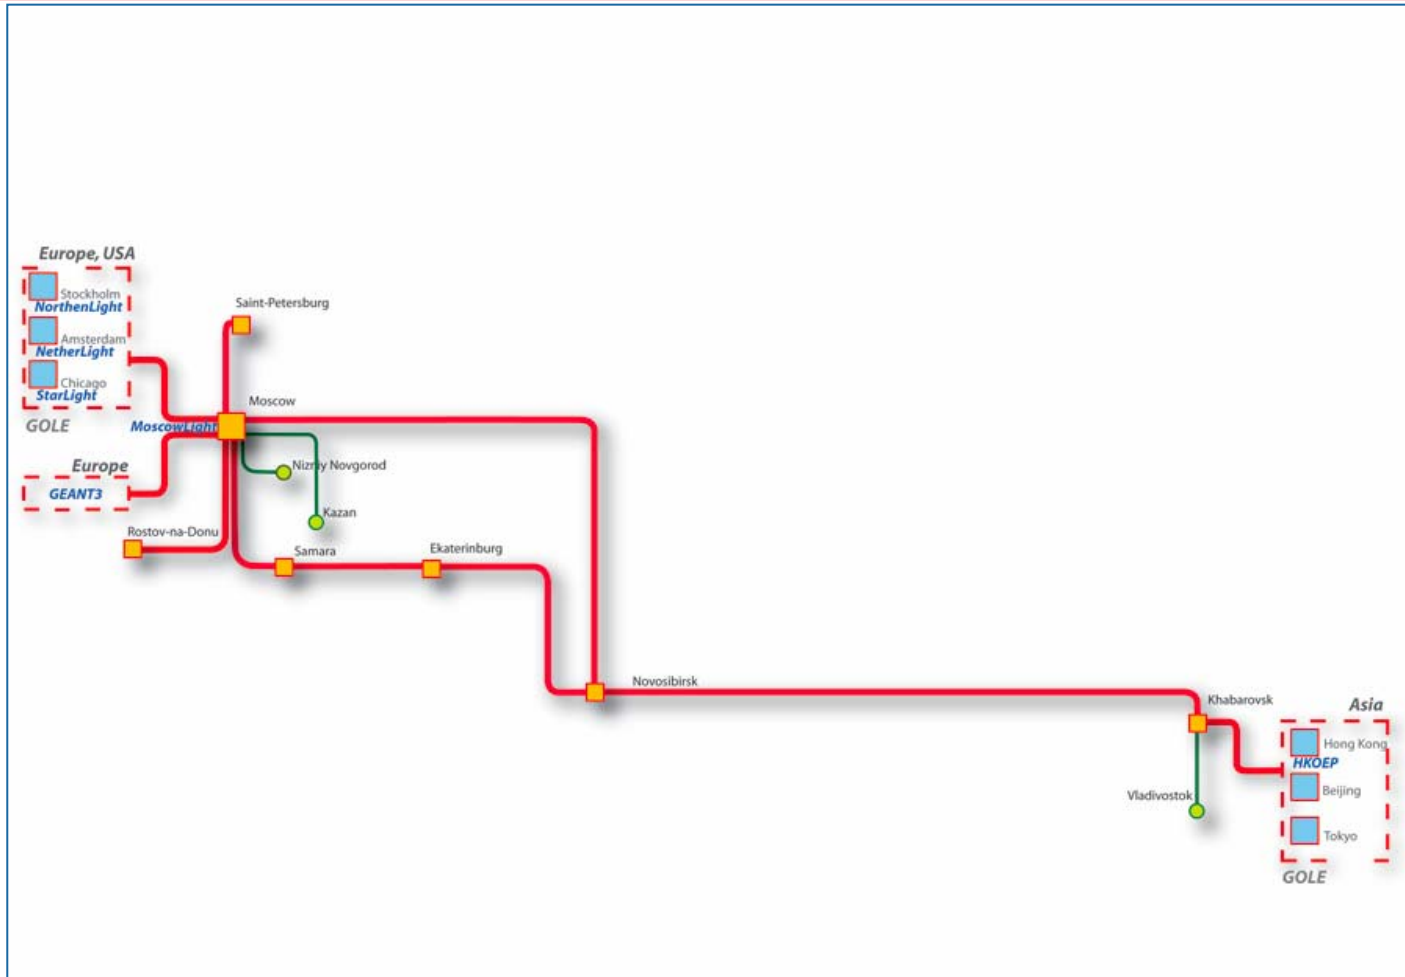 Europe, USA
Stockholm
NorthenLight
Amsterdam
NetherLight
Chicago
StarLight
GOLE
Saint-Petersburg
Moscow
MoscowLight
Europe
GEANT3
Nizniy Novgorod
Kazan
Rostov-na-Donu
Samara
Ekaterinburg
Novosibirsk
Khabarovsk
Asia
Hong Kong
HKOEP
Vladivostok
Beijing
Tokyo
GOLE